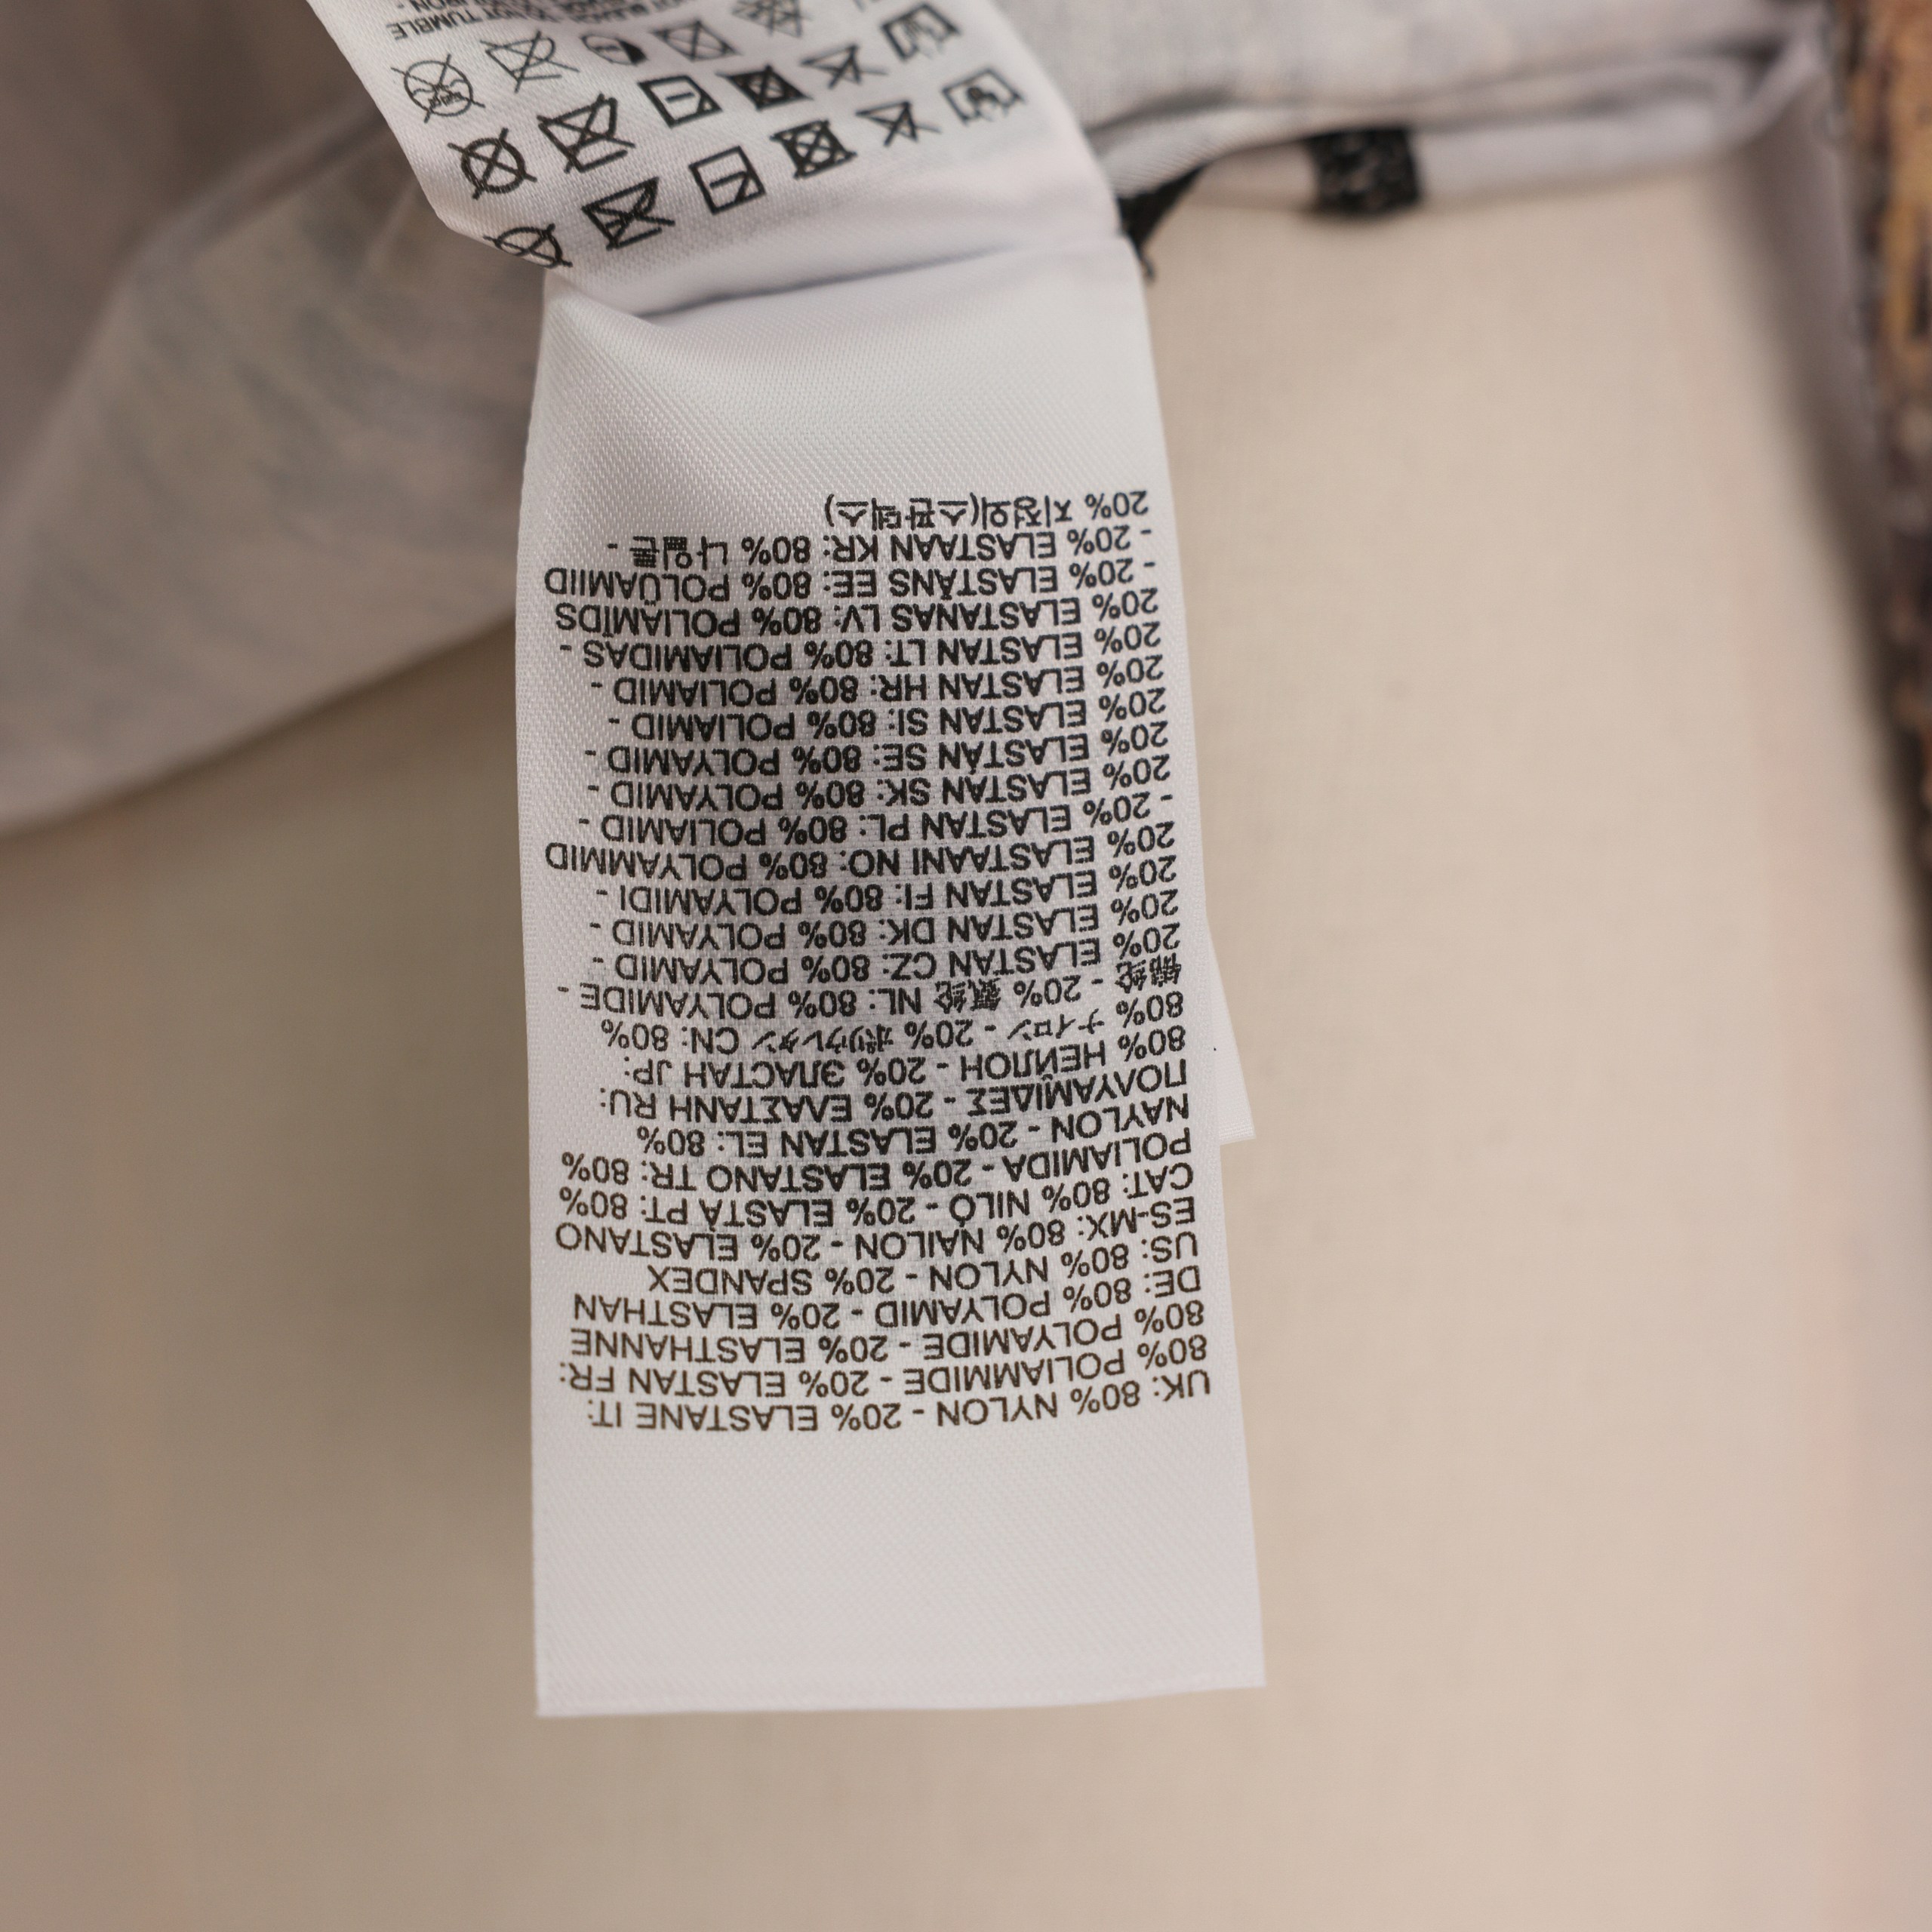 UK: 80% NYLON - 20% ELASTANE IT:
80% POLIAMMIDE - 20% ELASTAN FR:
80% POLYAMIDE - 20% ELASTHANNE
DE: 80% POLYAMID - 20% ELASTHAN
US: 80% NYLON - 20% SPANDEX
ES-MX: 80% NAILON - 20% ELASTANO
CAT: 80% NILÓ - 20% ELASTÀ PT: 80%
POLIAMIDA - 20% ELASTANO TR: 80%
NAYLON - 20% ELASTAN EL: 80%
ΠΟΛΥΑΜΪΔΕΣ - 20% ΕΛΑΣΤΑΝΗ RU:
80% НЕЙЛОН - 20% ЭЛАСТАН JP:
80% ナイロン - 20% ポリウレタン CN: 80%
锦纶 - 20% 氨纶 NL: 80% POLYAMIDE -
20% ELASTAN CZ: 80% POLYAMID -
20% ELASTAN DK: 80% POLYAMID -
20% ELASTAN FI: 80% POLYAMIDI -
20% ELASTAANI NO: 80% POLYAMMID
- 20% ELASTAN PL: 80% POLIAMID -
20% ELASTAN SK: 80% POLYAMID -
20% ELASTAN SE: 80% POLYAMID -
20% ELASTAN SI: 80% POLIAMID -
20% ELASTAN HR: 80% POLIAMID -
20% ELASTAN LT: 80% POLIAMIDAS -
20% ELASTANAS LV: 80% POLIAMĪDS
- 20% ELASTĀNS EE: 80% POLÜAMIID
- 20% ELASTAAN KR: 80% 나일론 -
20% 지정외(스판덱스)
TUMBLE